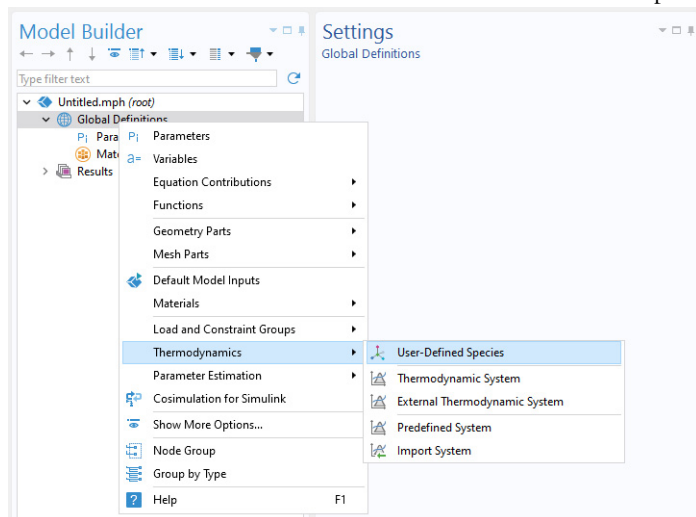 Model Builder
Settings
Global Definitions
Type filter text
Untitled.mph (root)
Global Definitions
Pi Para
Mate
Results
Pi Parameters
a= Variables
Equation Contributions
Functions
Geometry Parts
Mesh Parts
Default Model Inputs
Materials
Load and Constraint Groups
Thermodynamics
Parameter Estimation
Cosimulation for Simulink
Show More Options...
Node Group
Group by Type
? Help F1
User-Defined Species
Thermodynamic System
External Thermodynamic System
Predefined System
Import System